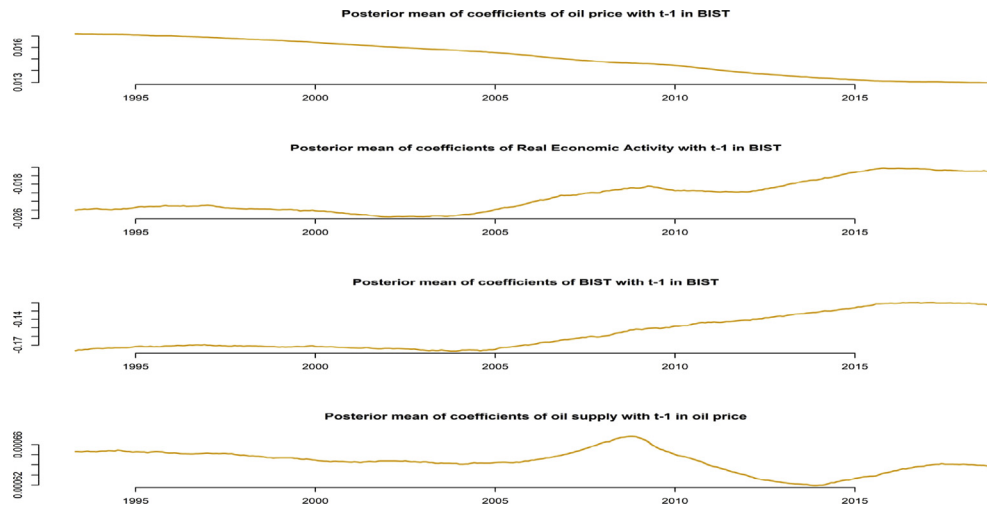 Posterior mean of coefficients of oil price with t-1 in BIST
0.016
0.013
1995 2000 2005 2010 2015
Posterior mean of coefficients of Real Economic Activity with t-1 in BIST
-0.018
-0.026
1995 2000 2005 2010 2015
Posterior mean of coefficients of BIST with t-1 in BIST
-0.14
-0.17
1995 2000 2005 2010 2015
Posterior mean of coefficients of oil supply with t-1 in oil price
0.00066
0.00062
1995 2000 2005 2010 2015